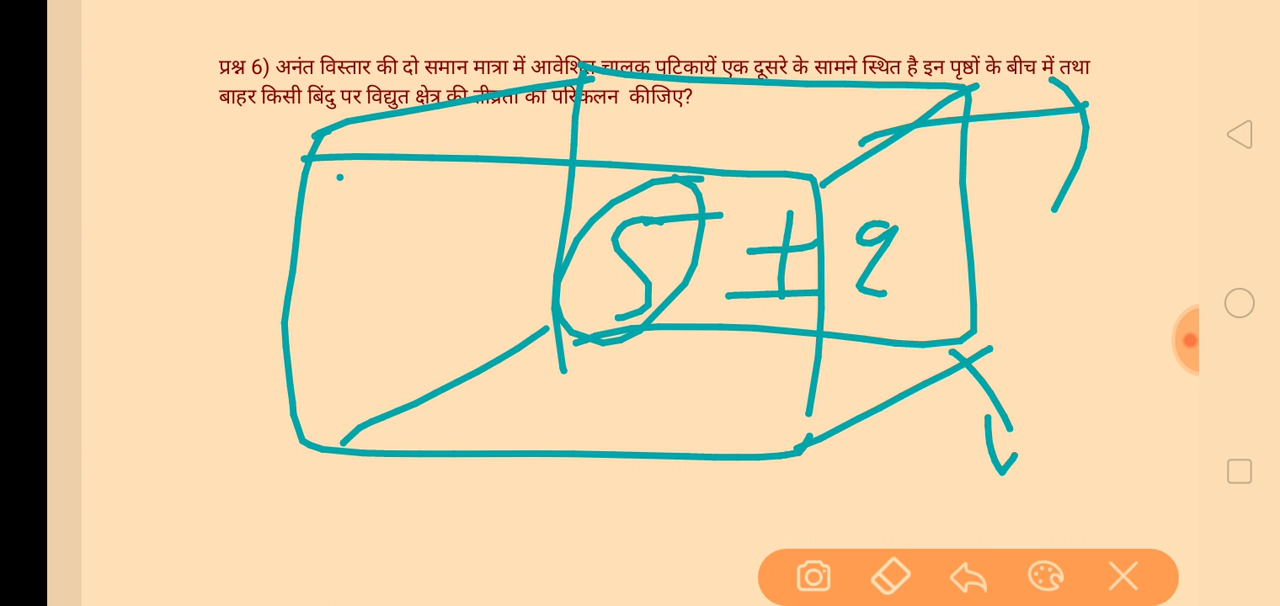 प्रश्न 6) अनंत विस्तार की दो समान मात्रा में आवेशित चालक पटिकायें एक दूसरे के सामने स्थित है इन पृष्ठों के बीच में तथा
बाहर किसी बिंदु पर विद्युत क्षेत्र की तीव्रता का परिकलन कीजिए?